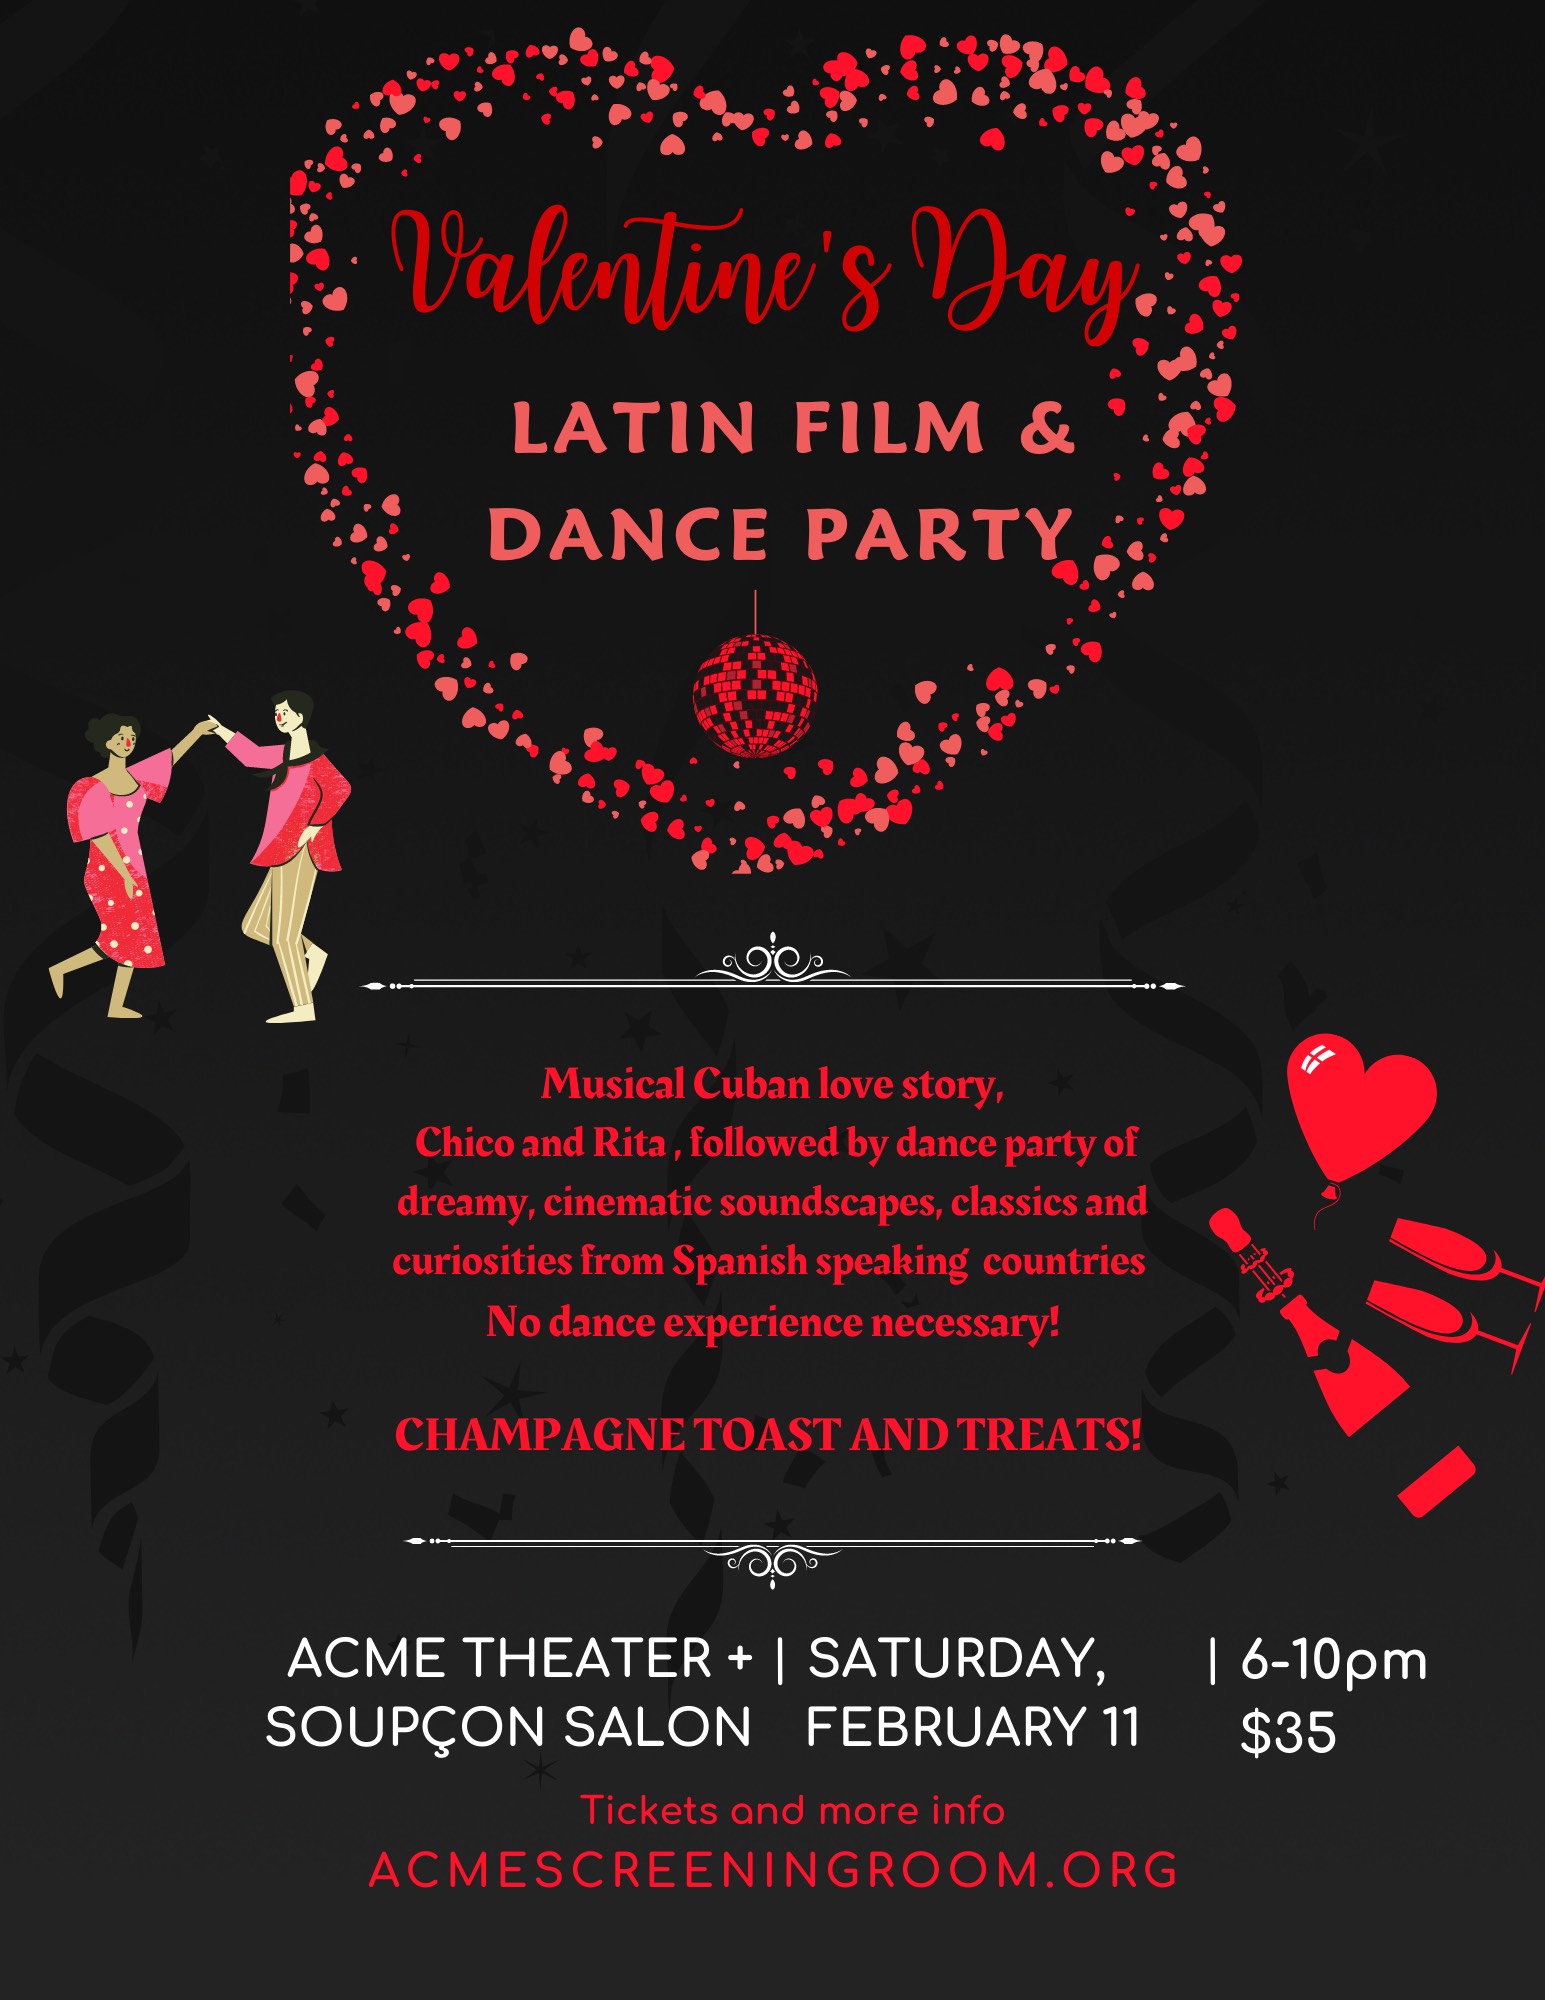 Valentine's Day
LATIN FILM &
DANCE PARTY
Musical Cuban love story,
Chico and Rita , followed by dance party of
dreamy, cinematic soundscapes, classics and
curiosities from Spanish speaking countries
No dance experience necessary!
CHAMPAGNE TOAST AND TREATS!
ACME THEATER + | SATURDAY, | 6-10pm
SOUPÇON SALON FEBRUARY 11 $35
Tickets and more info
ACMESCREENINGROOM.ORG